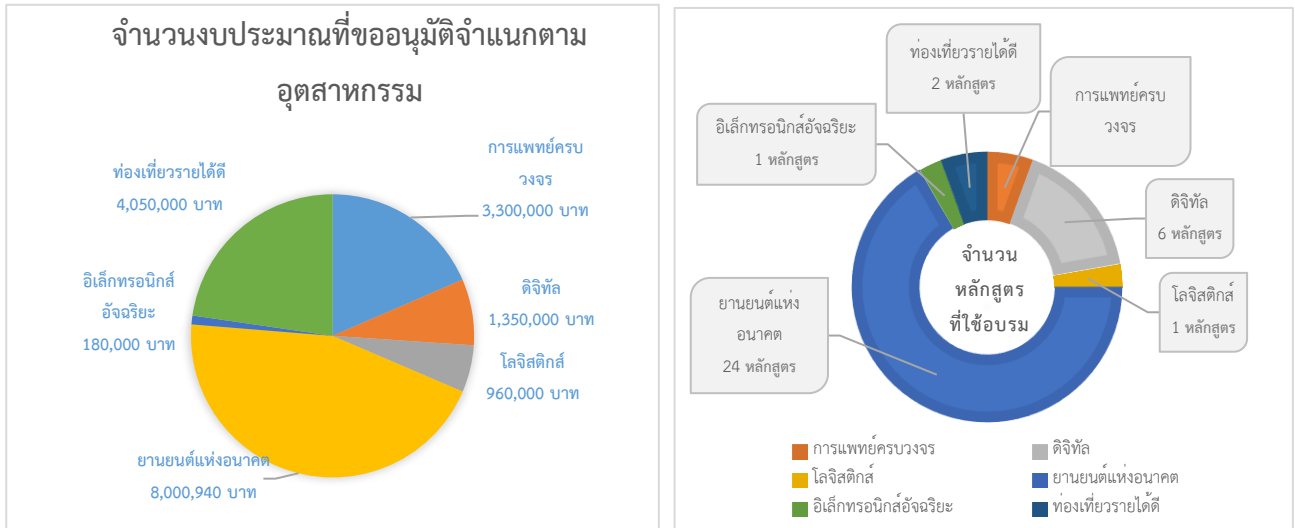 จำนวนงบประมาณที่ขออนุมัติจำแนกตาม
อุตสาหกรรม
การแพทย์ครบ
วงจร
3,300,000 บาท
ดิจิทัล
1,350,000 บาท
โลจิสติกส์
960,000 บาท
ยานยนต์แห่งอนาคต
8,000,940 บาท
อิเล็กทรอนิกส์
อัจฉริยะ
180,000 บาท
ท่องเที่ยวรายได้ดี
4,050,000 บาท
ท่องเที่ยวรายได้ดี
2 หลักสูตร
การแพทย์ครบ
วงจร
อิเล็กทรอนิกส์อัจฉริยะ
1 หลักสูตร
ดิจิทัล
6 หลักสูตร
โลจิสติกส์
1 หลักสูตร
ยานยนต์แห่ง
อนาคต
24 หลักสูตร
จำนวน
หลักสูตร
ที่ใช้อบรม
การแพทย์ครบวงจร
ดิจิทัล
โลจิสติกส์
ยานยนต์แห่งอนาคต
อิเล็กทรอนิกส์อัจฉริยะ
ท่องเที่ยวรายได้ดี